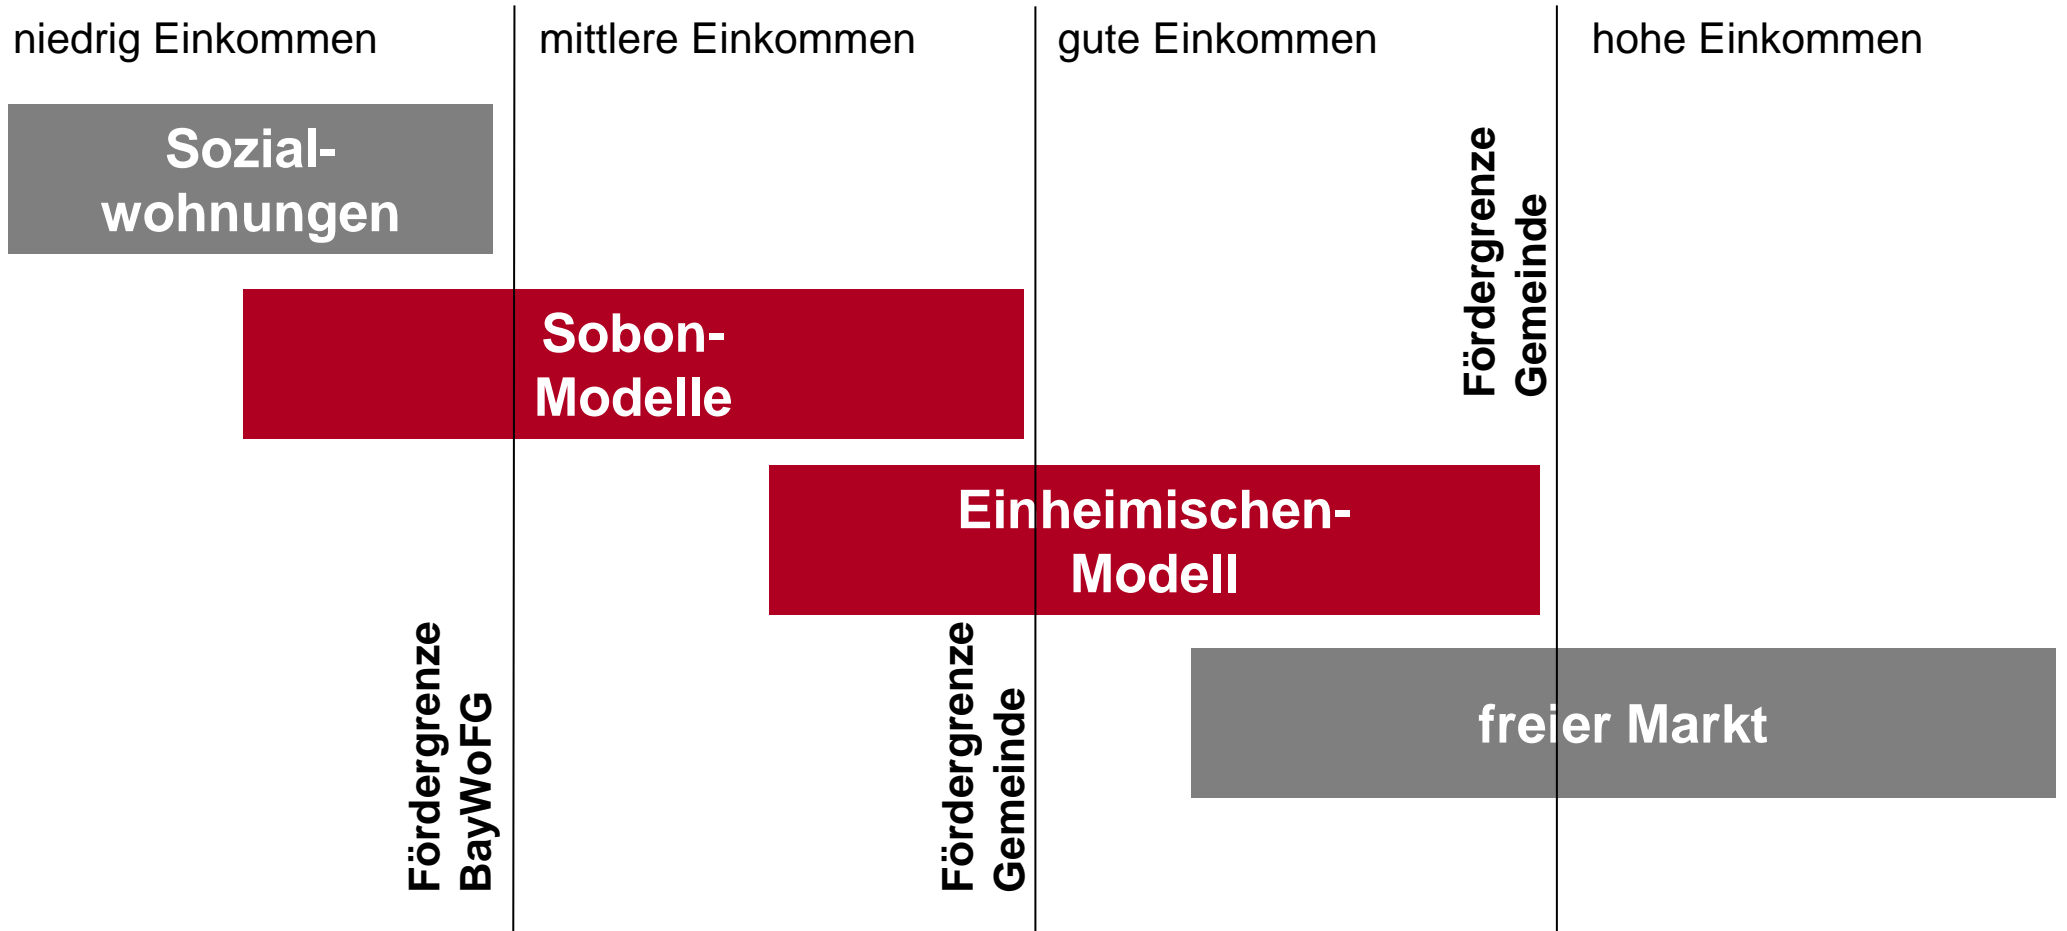 niedrig Einkommen
mittlere Einkommen
gute Einkommen
hohe Einkommen
Sozial-
wohnungen
Sobon-
Modelle
Fördergrenze
Gemeinde
Einheimischen-
Modell
Fördergrenze
BayWoFG
Fördergrenze
Gemeinde
freier Markt